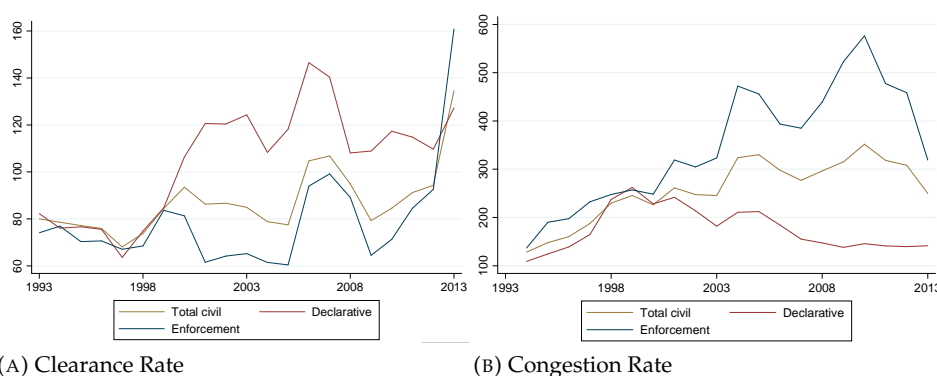 160
140
120
100
80
60
1993 1998 2003 2008 2013
Total civil Declarative
Enforcement
(A) Clearance Rate
600
500
400
300
200
100
1993 1998 2003 2008 2013
Total civil Declarative
Enforcement
(B) Congestion Rate